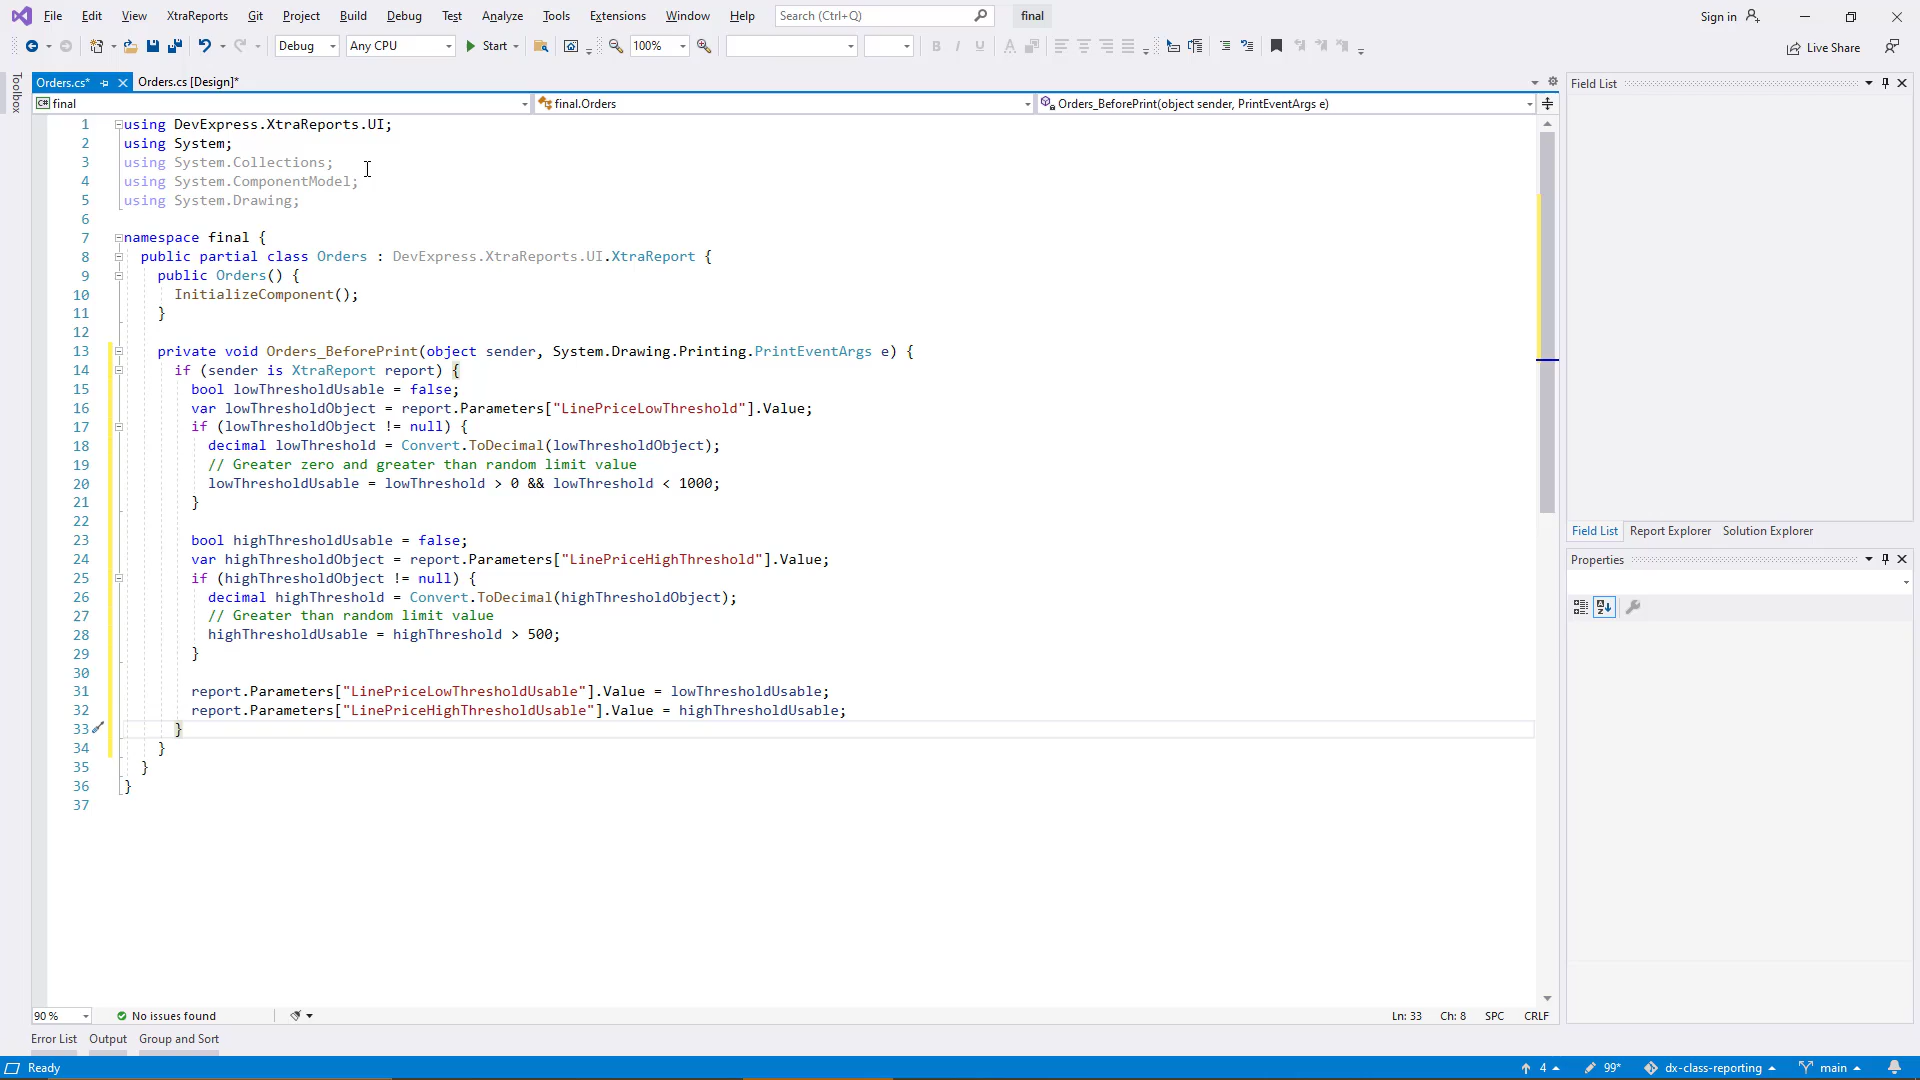 File Edit View XtraReports Git Project Build Debug Test Analyze Tools Extensions Window Help Search (Ctrl+Q) final Sign in
Debug Any CPU Start 100% B I U A Live Share
Toolbox
Orders.cs* Orders.cs [Design]*
C# final final.Orders Orders_BeforePrint(object sender, PrintEventArgs e)
1 using DevExpress.XtraReports.UI;
2 using System;
3 using System.Collections;
4 using System.ComponentModel;
5 using System.Drawing;
6
7 namespace final {
8 public partial class Orders : DevExpress.XtraReports.UI.XtraReport {
9 public Orders() {
10 InitializeComponent();
11 }
12
13 private void Orders_BeforePrint(object sender, System.Drawing.Printing.PrintEventArgs e) {
14 if (sender is XtraReport report) {
15 bool lowThresholdUsable = false;
16 var lowThresholdObject = report.Parameters["LinePriceLowThreshold"].Value;
17 if (lowThresholdObject != null) {
18 decimal lowThreshold = Convert.ToDecimal(lowThresholdObject);
19 // Greater zero and greater than random limit value
20 lowThresholdUsable = lowThreshold > 0 && lowThreshold < 1000;
21 }
22
23 bool highThresholdUsable = false;
24 var highThresholdObject = report.Parameters["LinePriceHighThreshold"].Value;
25 if (highThresholdObject != null) {
26 decimal highThreshold = Convert.ToDecimal(highThresholdObject);
27 // Greater than random limit value
28 highThresholdUsable = highThreshold > 500;
29 }
30
31 report.Parameters["LinePriceLowThresholdUsable"].Value = lowThresholdUsable;
32 report.Parameters["LinePriceHighThresholdUsable"].Value = highThresholdUsable;
33 }
34 }
35 }
36 }
37
90 % No issues found Ln: 33 Ch: 8 SPC CRLF
Error List Output Group and Sort
Field List
Field List Report Explorer Solution Explorer
Properties
Ready 4 99* dx-class-reporting main